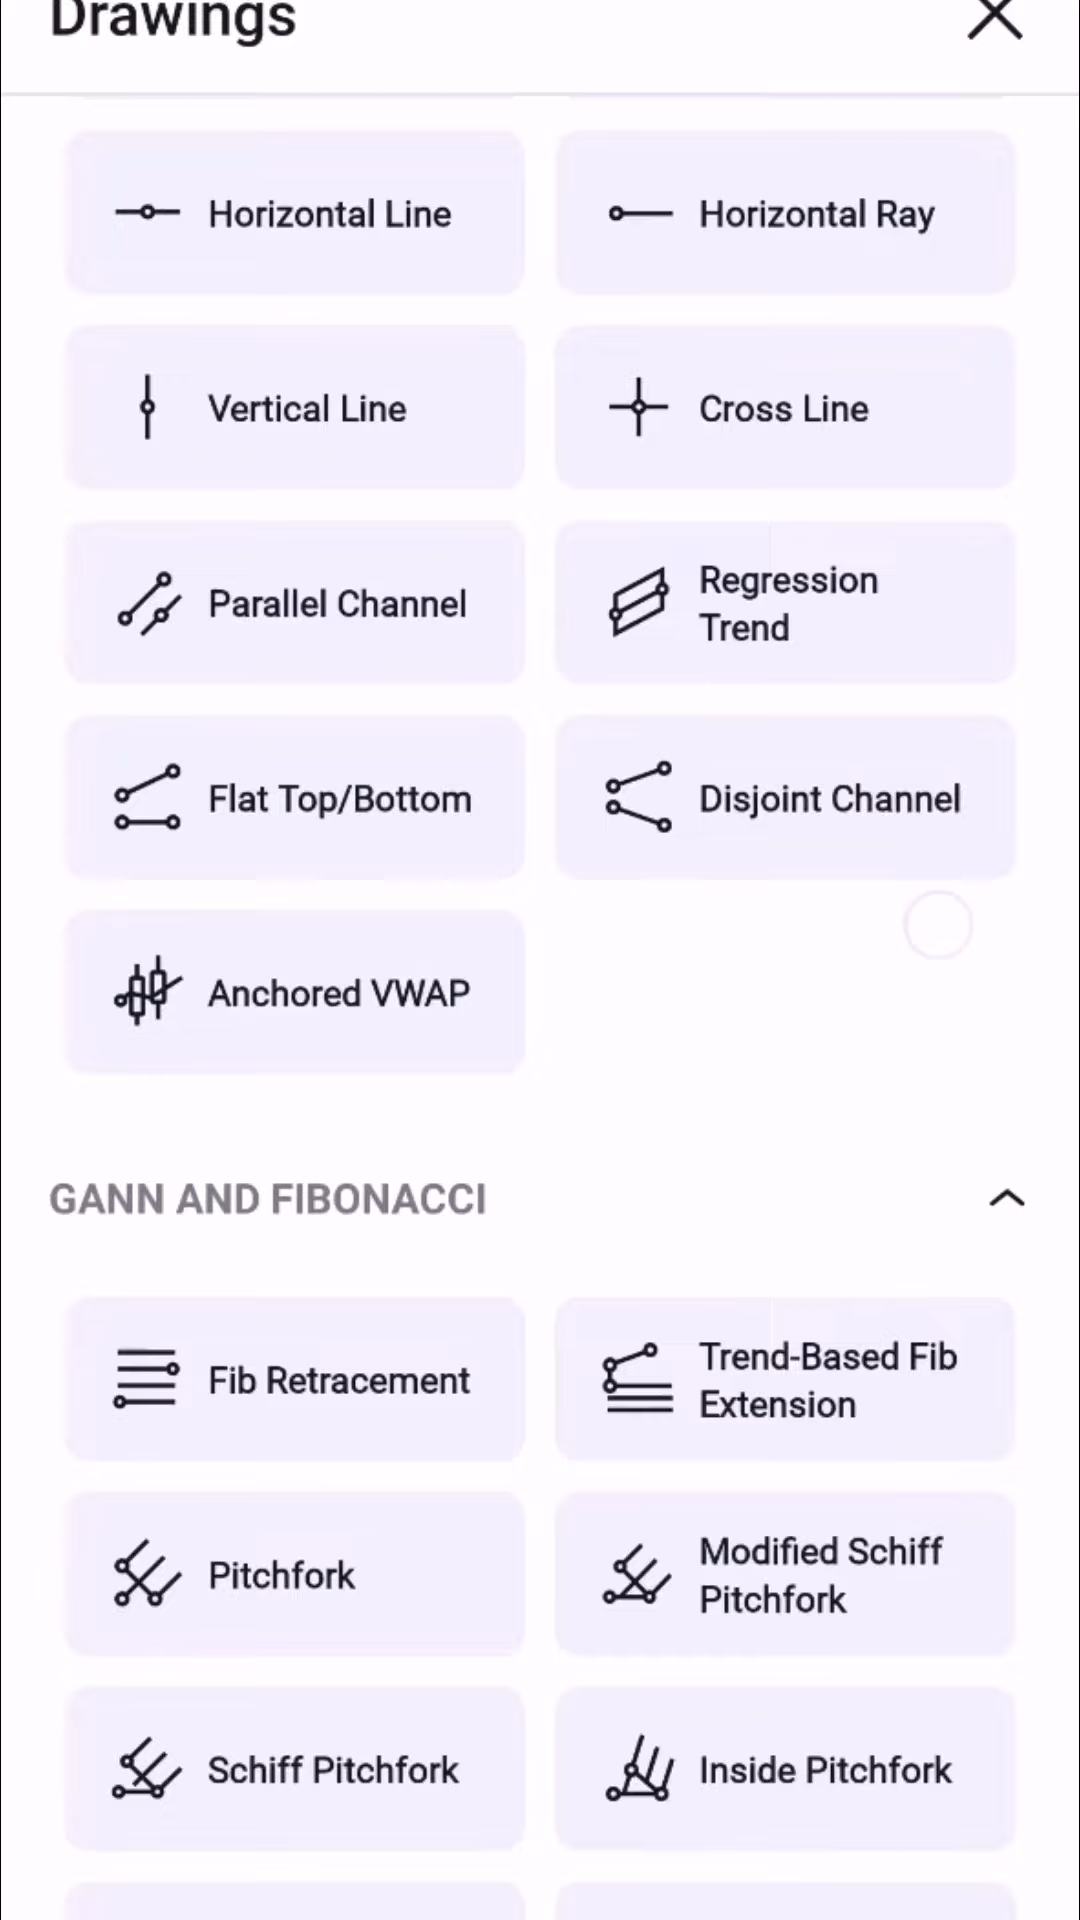 Drawings
Horizontal Line
Horizontal Ray
Vertical Line
Cross Line
Parallel Channel
Regression
Trend
Flat Top/Bottom
Disjoint Channel
Anchored VWAP
GANN AND FIBONACCI
Fib Retracement
Trend-Based Fib
Extension
Pitchfork
Modified Schiff
Pitchfork
Schiff Pitchfork
Inside Pitchfork